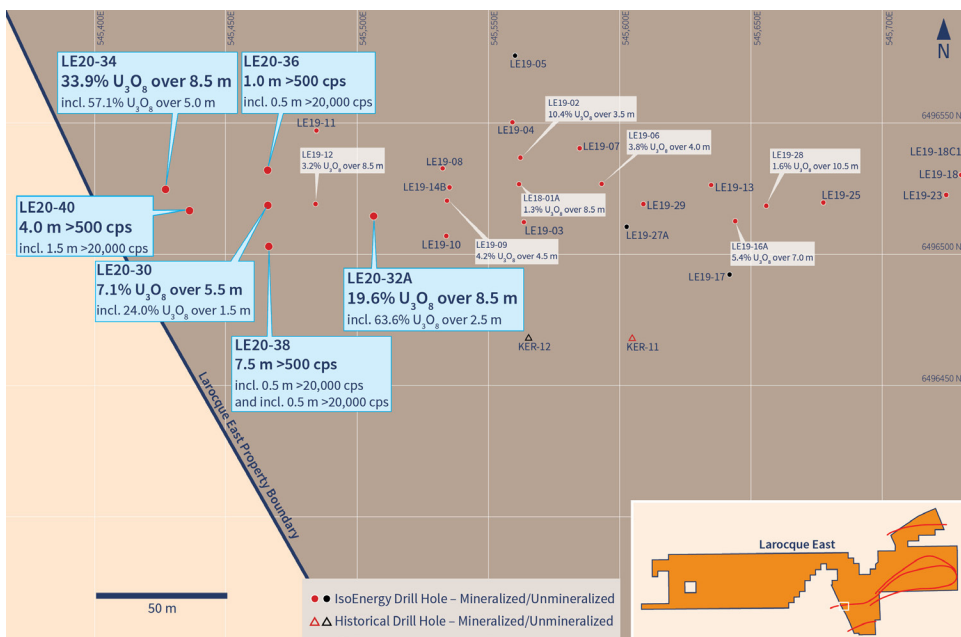 545,400E
545,450E
545,500E
545,550E
545,600E
545,650E
545,700E
N
LE20-34
33.9% U₃O₈ over 8.5 m
incl. 57.1% U₃O₈ over 5.0 m
LE20-36
1.0 m >500 cps
incl. 0.5 m >20,000 cps
LE19-05
LE19-02
10.4% U₃O₈ over 3.5 m
LE19-11
LE19-04
6496550 N
LE19-12
3.2% U₃O₈ over 8.5 m
LE19-08
LE19-07
LE19-06
3.8% U₃O₈ over 4.0 m
LE19-28
1.6% U₃O₈ over 10.5 m
LE19-18C1
LE19-18
LE19-14B
LE19-13
LE19-25
LE19-23
LE20-40
4.0 m >500 cps
incl. 1.5 m >20,000 cps
18-01A
1.3% U₃O₈ over 8.5 m
LE19-29
LE19-03
LE19-27A
LE19-10
LE19-09
4.2% U₃O₈ over 4.5 m
LE19-16A
5.4% U₃O₈ over 7.0 m
6496500 N
LE20-30
7.1% U₃O₈ over 5.5 m
incl. 24.0% U₃O₈ over 1.5 m
LE20-32A
19.6% U₃O₈ over 8.5 m
incl. 63.6% U₃O₈ over 2.5 m
LE19-17
LE20-38
7.5 m >500 cps
incl. 0.5 m >20,000 cps
and incl. 0.5 m >20,000 cps
KER-12
KER-11
6496450 N
Larocque East Property Boundary
50 m
IsoEnergy Drill Hole – Mineralized/Unmineralized
Historical Drill Hole – Mineralized/Unmineralized
Larocque East